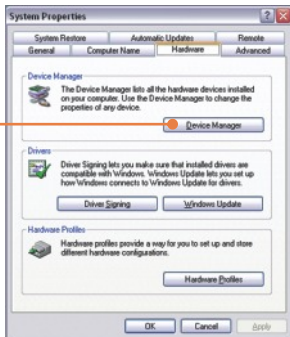 System Properties
System Restore Automatic Updates Remote
General Computer Name Hardware Advanced
Device Manager
The Device Manager lists all the hardware devices installed
on your computer. Use the Device Manager to change the
properties of any device.
Device Manager
Drivers
Driver Signing lets you make sure that installed drivers are
compatible with Windows. Windows Update lets you set up
how Windows connects to Windows Update for drivers.
Driver Signing Windows Update
Hardware Profiles
Hardware profiles provide a way for you to set up and store
different hardware configurations.
Hardware Profiles
OK Cancel Apply